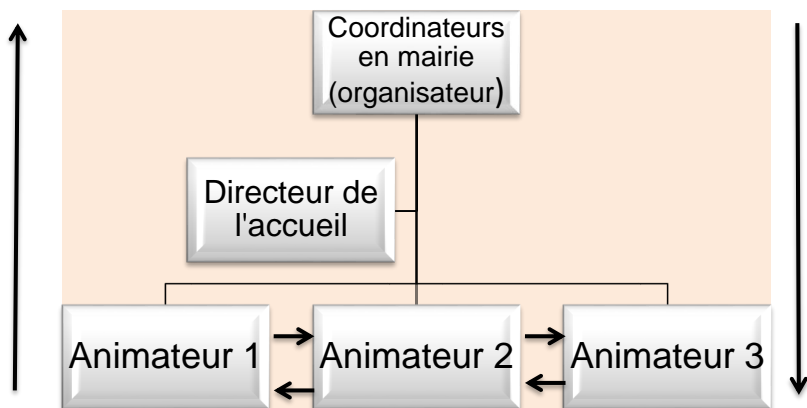 Coordinateurs
en mairie
(organisateur)
Directeur de
l'accueil
Animateur 1
Animateur 2
Animateur 3